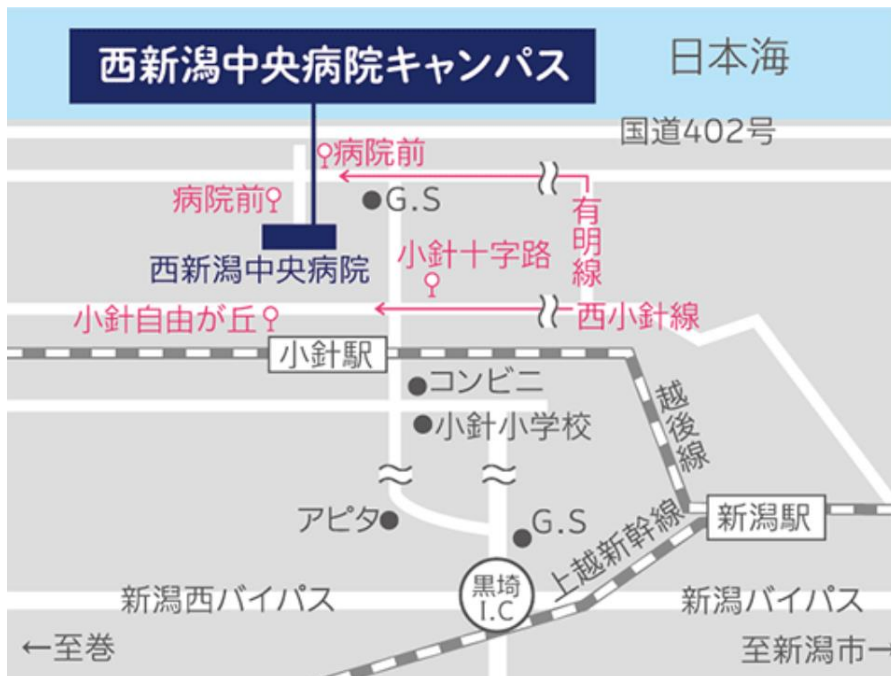 西新潟中央病院キャンパス
日本海
国道402号
病院前
病院前
G.S
有明線
西新潟中央病院
小針十字路
小針自由が丘
西小針線
小針駅
コンビニ
小針小学校
越後線
アピタ
G.S
新潟駅
上越新幹線
黒埼
I.C
新潟西バイパス
新潟バイパス
←至巻
至新潟市→